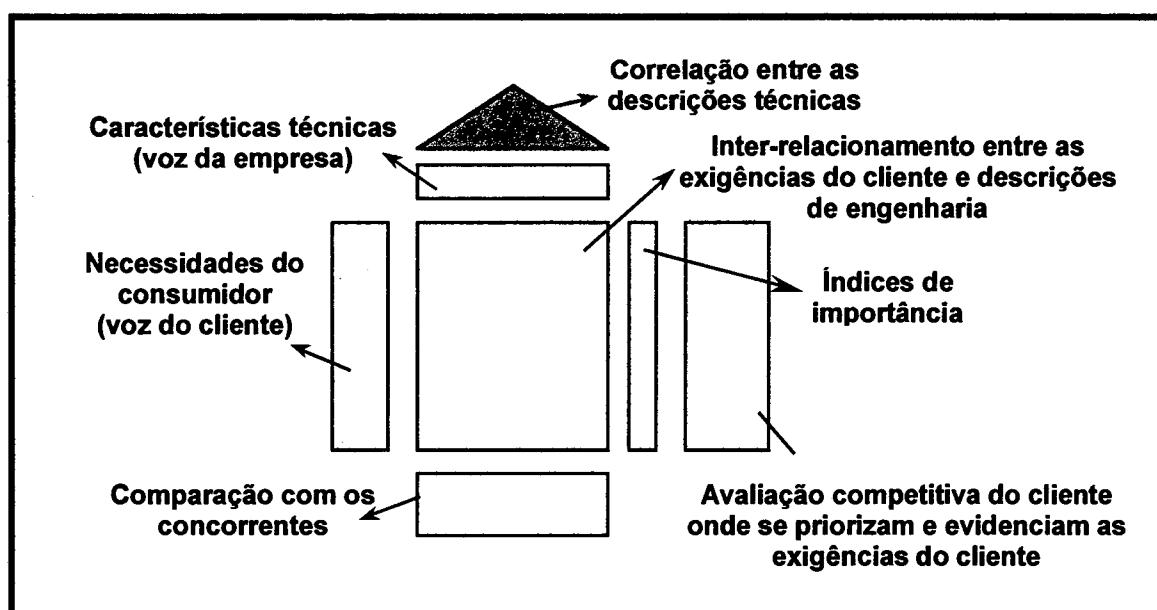 Correlação entre as
descrições técnicas
Características técnicas
(voz da empresa)
Inter-relacionamento entre as
exigências do cliente e descrições
de engenharia
Necessidades do
consumidor
(voz do cliente)
Índices de
importância
Comparação com os
concorrentes
Avaliação competitiva do cliente
onde se priorizam e evidenciam as
exigências do cliente